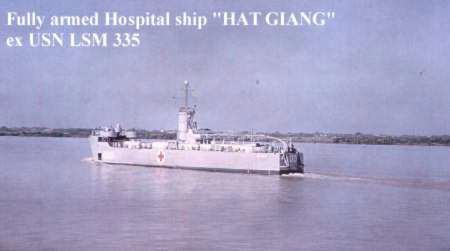 Fully armed Hospital ship "HAT GIANG"
ex USN LSM 335